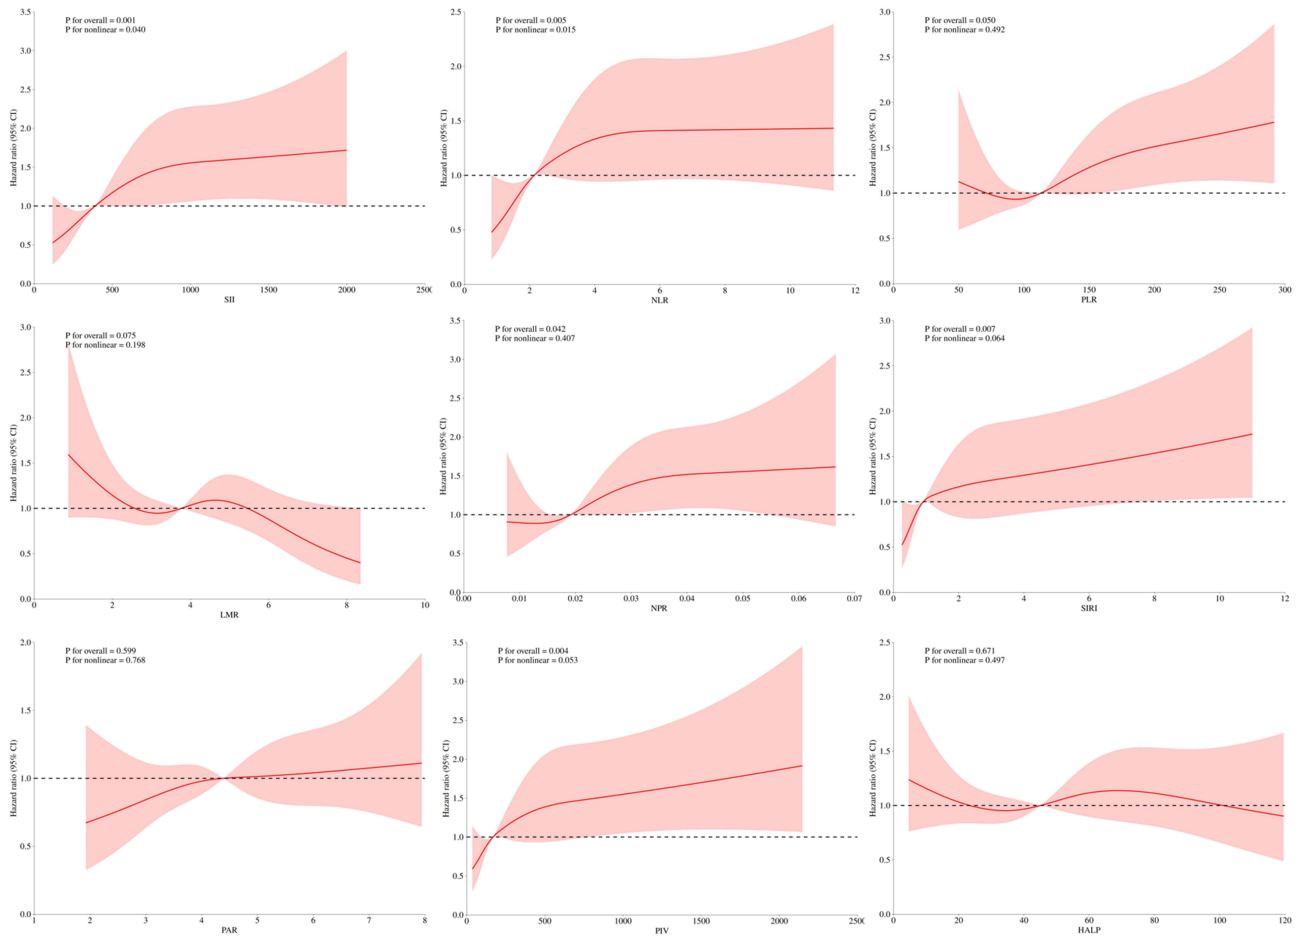 P for overall = 0.001
P for nonlinear = 0.040
Hazard ratio (95% CI)
3.5
3.0
2.5
2.0
1.5
1.0
0.5
0.0
0 500 1000 1500 2000 2500
SII
P for overall = 0.005
P for nonlinear = 0.015
Hazard ratio (95% CI)
2.5
2.0
1.5
1.0
0.5
0.0
0 2 4 6 8 10 12
NLR
P for overall = 0.050
P for nonlinear = 0.492
Hazard ratio (95% CI)
3.0
2.5
2.0
1.5
1.0
0.5
0.0
0 50 100 150 200 250 300
PLR
P for overall = 0.075
P for nonlinear = 0.198
Hazard ratio (95% CI)
3.0
2.5
2.0
1.5
1.0
0.5
0.0
0 2 4 6 8 10
LMR
P for overall = 0.042
P for nonlinear = 0.407
Hazard ratio (95% CI)
3.5
3.0
2.5
2.0
1.5
1.0
0.5
0.0
0.00 0.01 0.02 0.03 0.04 0.05 0.06 0.07
NPR
P for overall = 0.007
P for nonlinear = 0.064
Hazard ratio (95% CI)
3.0
2.5
2.0
1.5
1.0
0.5
0.0
0 2 4 6 8 10 12
SIRI
P for overall = 0.599
P for nonlinear = 0.768
Hazard ratio (95% CI)
2.0
1.5
1.0
0.5
0.0
1 2 3 4 5 6 7 8
PAR
P for overall = 0.004
P for nonlinear = 0.053
Hazard ratio (95% CI)
3.5
3.0
2.5
2.0
1.5
1.0
0.5
0.0
0 500 1000 1500 2000 2500
PIV
P for overall = 0.671
P for nonlinear = 0.497
Hazard ratio (95% CI)
2.5
2.0
1.5
1.0
0.5
0.0
0 20 40 60 80 100 120
HALP